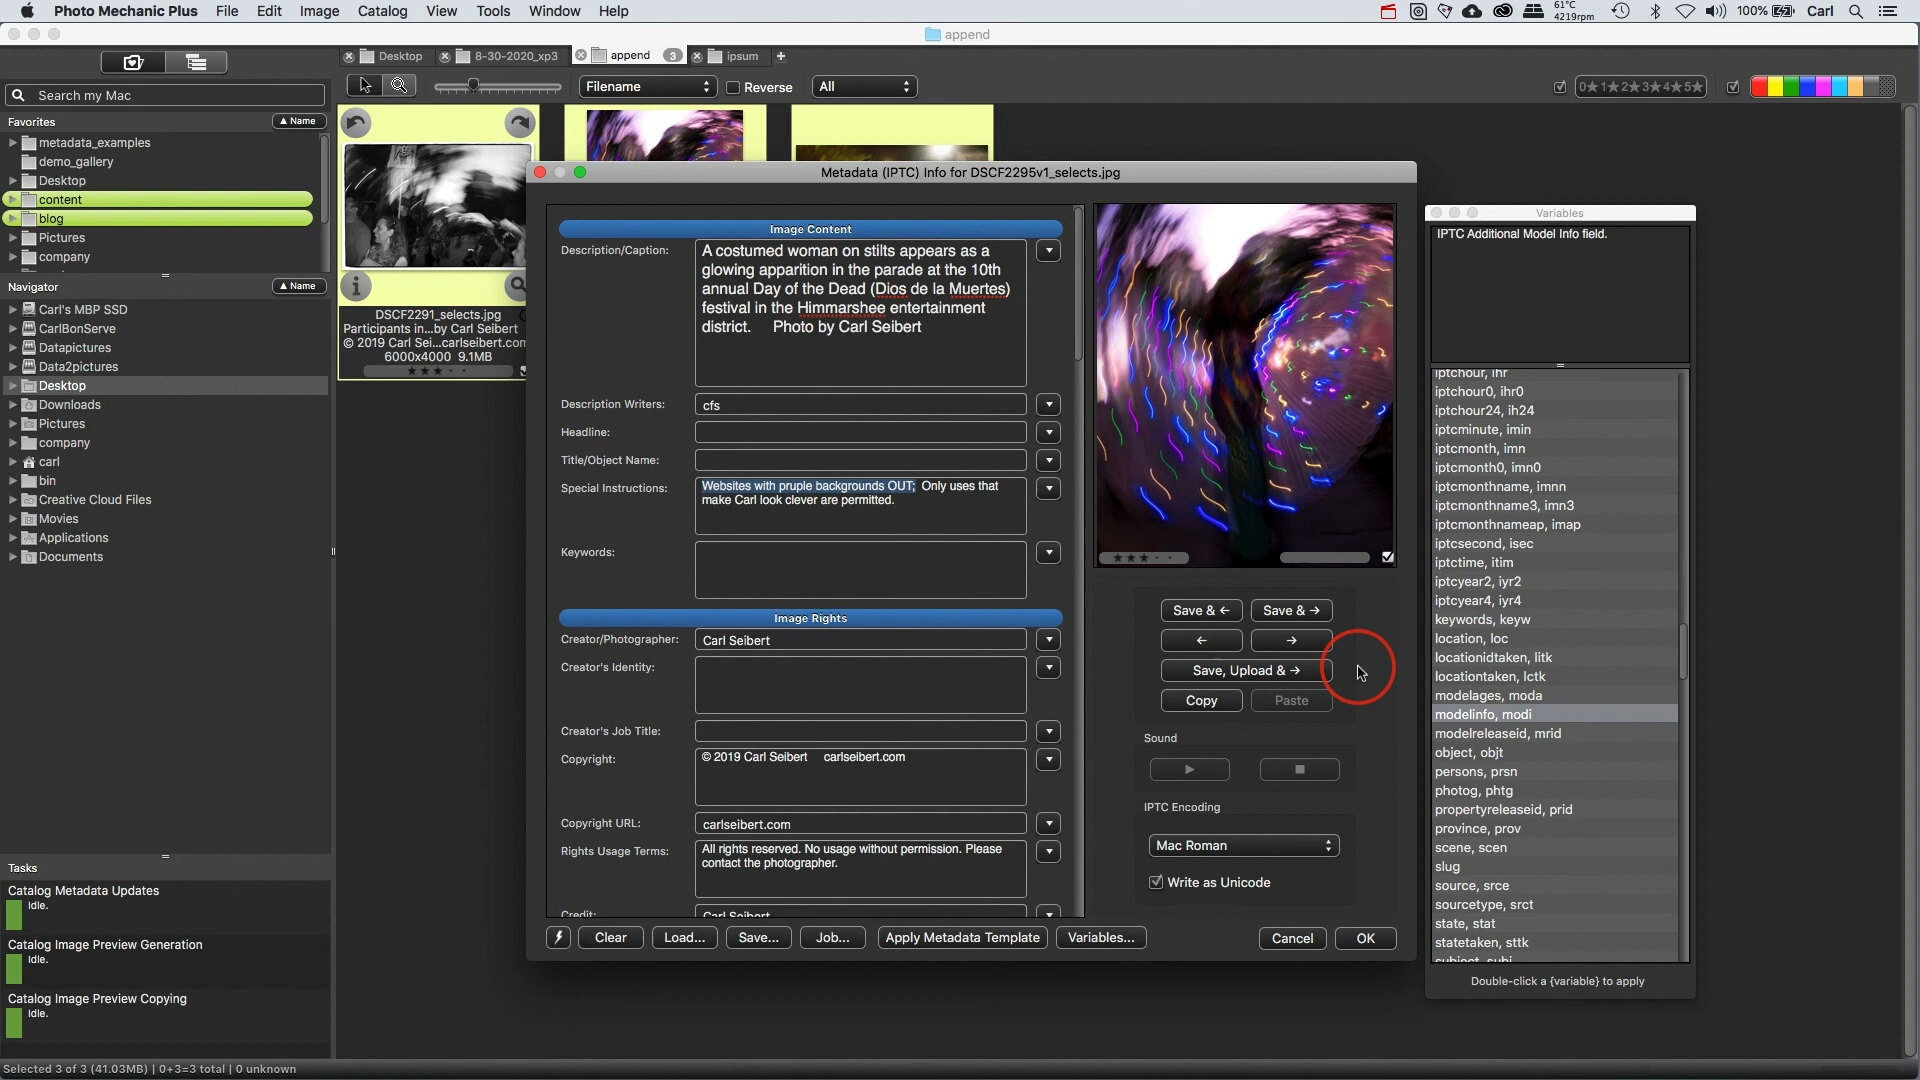 Photo Mechanic Plus File Edit Image Catalog View Tools Window Help
61°C
4219rpm
100%
Carl
append
Desktop
8-30-2020_xp3
append 3
ipsum
+
Filename
Reverse
All
0★1★2★3★4★5★
Search my Mac
Favorites
▲ Name
metadata_examples
demo_gallery
Desktop
content
blog
Pictures
company
Navigator
▲ Name
Carl's MBP SSD
CarlBonServe
Datapictures
Data2pictures
Desktop
Downloads
Pictures
company
carl
bin
Creative Cloud Files
Movies
Applications
Documents
Tasks
Catalog Metadata Updates
Idle.
Catalog Image Preview Generation
Idle.
Catalog Image Preview Copying
Idle.
Selected 3 of 3 (41.03MB) | 0+3=3 total | 0 unknown
DSCF2291_selects.jpg
Participants in...by Carl Seibert
© 2019 Carl Sei...carlseibert.com
6000x4000 9.1MB
Metadata (IPTC) Info for DSCF2295v1_selects.jpg
Image Content
Description/Caption:
A costumed woman on stilts appears as a
glowing apparition in the parade at the 10th
annual Day of the Dead (Dios de la Muertes)
festival in the Himmarshee entertainment
district. Photo by Carl Seibert
Description Writers: cfs
Headline:
Title/Object Name:
Special Instructions:
Websites with pruple backgrounds OUT; Only uses that
make Carl look clever are permitted.
Keywords:
Image Rights
Creator/Photographer: Carl Seibert
Creator's Identity:
Creator's Job Title:
Copyright: © 2019 Carl Seibert carlseibert.com
Copyright URL: carlseibert.com
Rights Usage Terms:
All rights reserved. No usage without permission. Please
contact the photographer.
Credit: Carl Seibert
Clear Load... Save... Job... Apply Metadata Template Variables... Cancel OK
Save & ← Save & →
← →
Save, Upload & →
Copy Paste
Sound
IPTC Encoding
Mac Roman
Write as Unicode
Variables
IPTC Additional Model Info field.
iptchour, ihr
iptchour0, ihr0
iptchour24, ih24
iptcminute, imin
iptcmonth, imn
iptcmonth0, imn0
iptcmonthname, imnn
iptcmonthname3, imn3
iptcmonthnameap, imap
iptcsecond, isec
iptctime, itim
iptcyear2, iyr2
iptcyear4, iyr4
keywords, keyw
location, loc
locationidtaken, litk
locationtaken, lctk
modelages, moda
modelinfo, modi
modelreleaseid, mrid
object, objt
persons, prsn
photog, phtg
propertyreleaseid, prid
province, prov
scene, scen
slug
source, srce
sourcetype, srct
state, stat
statetaken, sttk
subject, subj
Double-click a {variable} to apply